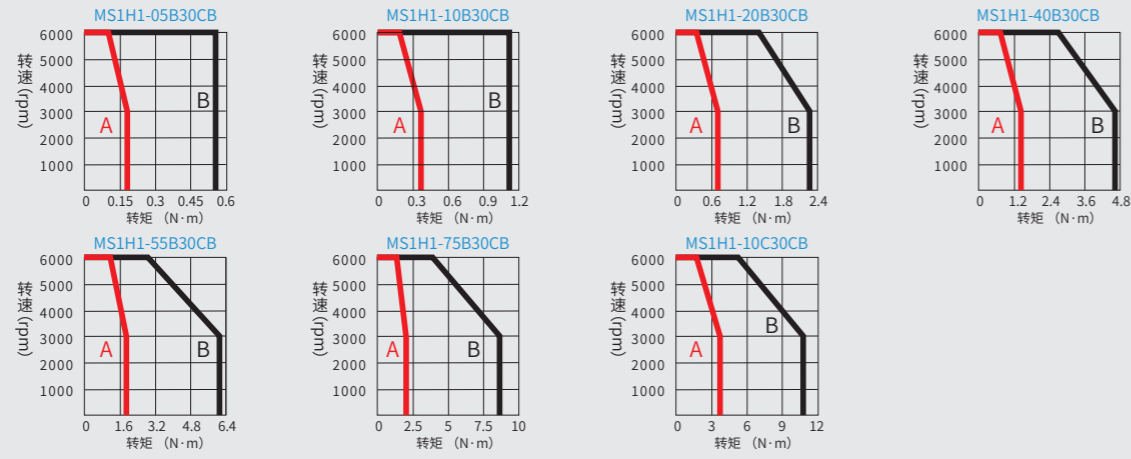 MS1H1-05B30CB
6000
5000
4000
3000
2000
1000
转速(rpm)
A
B
0 0.15 0.3 0.45 0.6
转矩 （N·m）
MS1H1-10B30CB
6000
5000
4000
3000
2000
1000
转速(rpm)
A
B
0 0.3 0.6 0.9 1.2
转矩 （N·m）
MS1H1-20B30CB
6000
5000
4000
3000
2000
1000
转速(rpm)
A
B
0 0.6 1.2 1.8 2.4
转矩 （N·m）
MS1H1-40B30CB
6000
5000
4000
3000
2000
1000
转速(rpm)
A
B
0 1.2 2.4 3.6 4.8
转矩 （N·m）
MS1H1-55B30CB
6000
5000
4000
3000
2000
1000
转速(rpm)
A
B
0 1.6 3.2 4.8 6.4
转矩 （N·m）
MS1H1-75B30CB
6000
5000
4000
3000
2000
1000
转速(rpm)
A
B
0 2.5 5 7.5 10
转矩 （N·m）
MS1H1-10C30CB
6000
5000
4000
3000
2000
1000
转速(rpm)
A
B
0 3 6 9 12
转矩 （N·m）